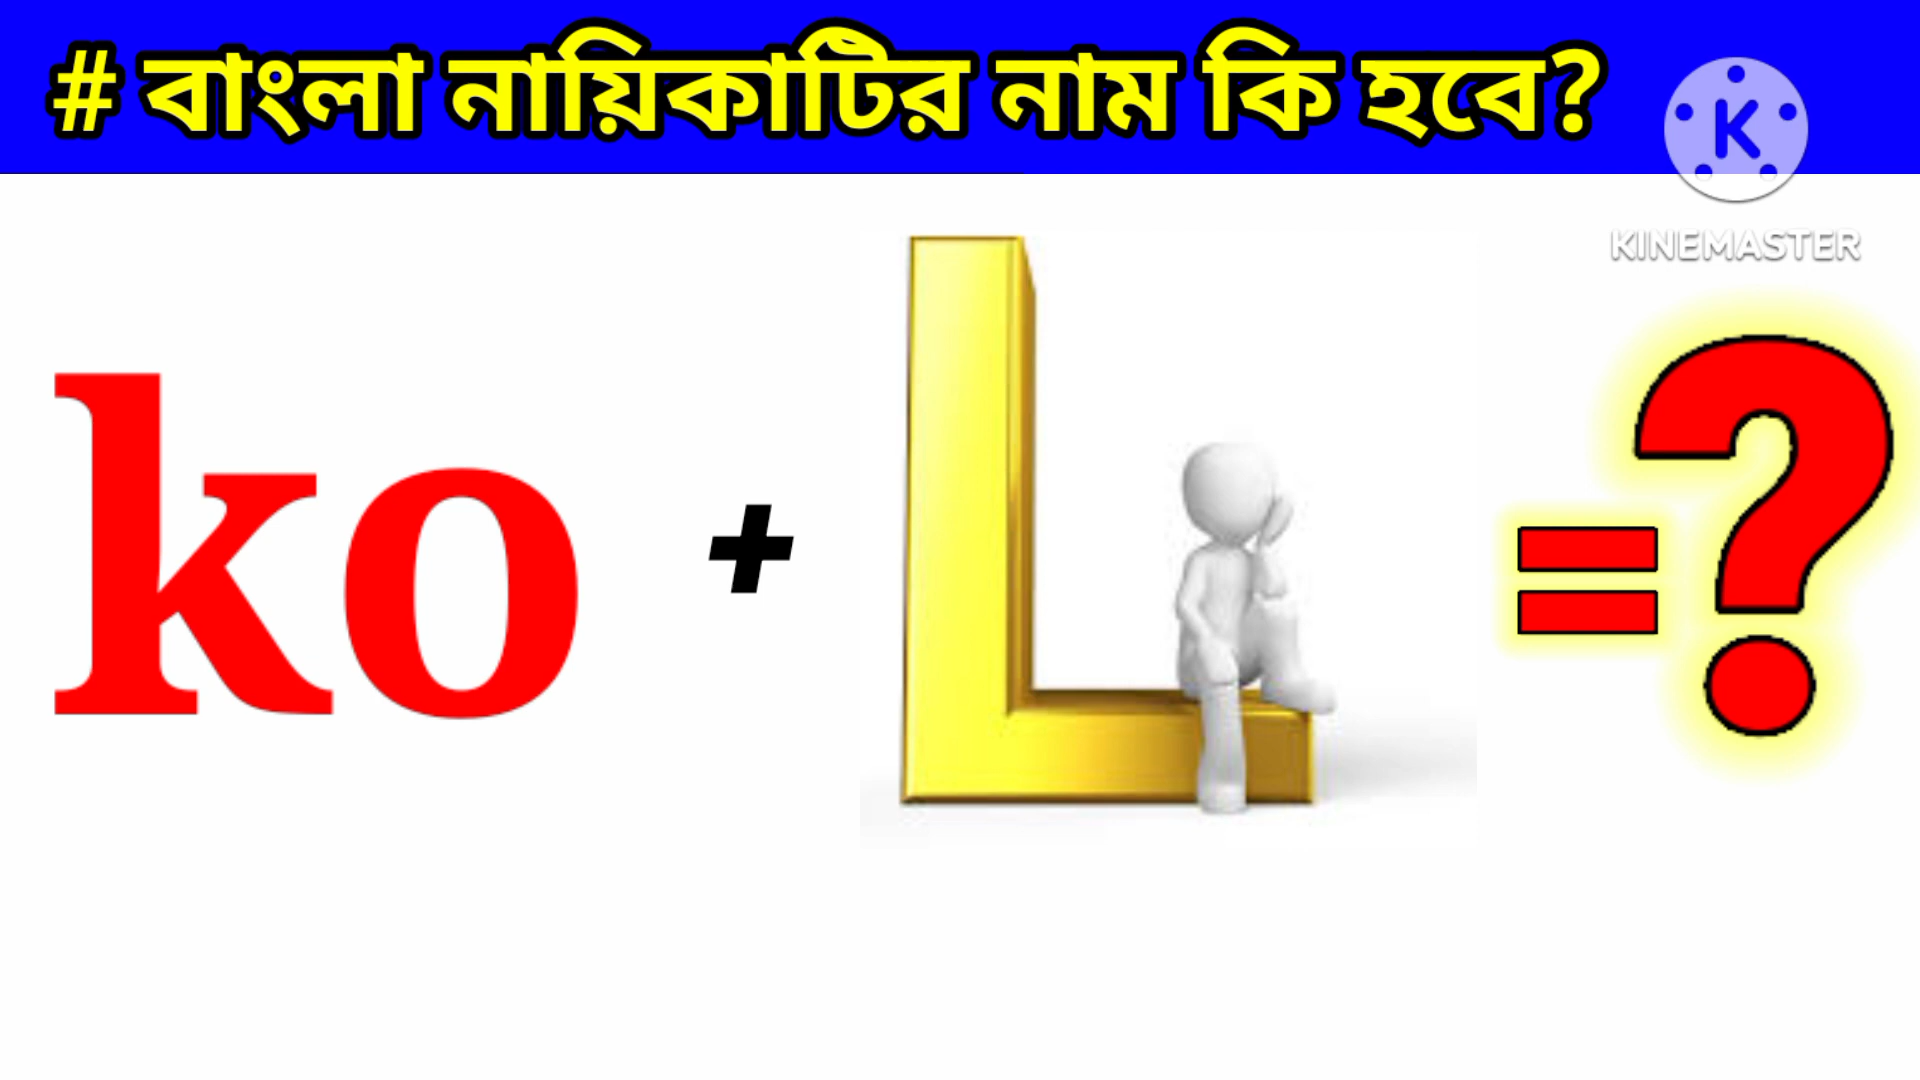 # বাংলা নায়িকাটির নাম কি হবে?
K
KINEMASTER
ko + L = ?